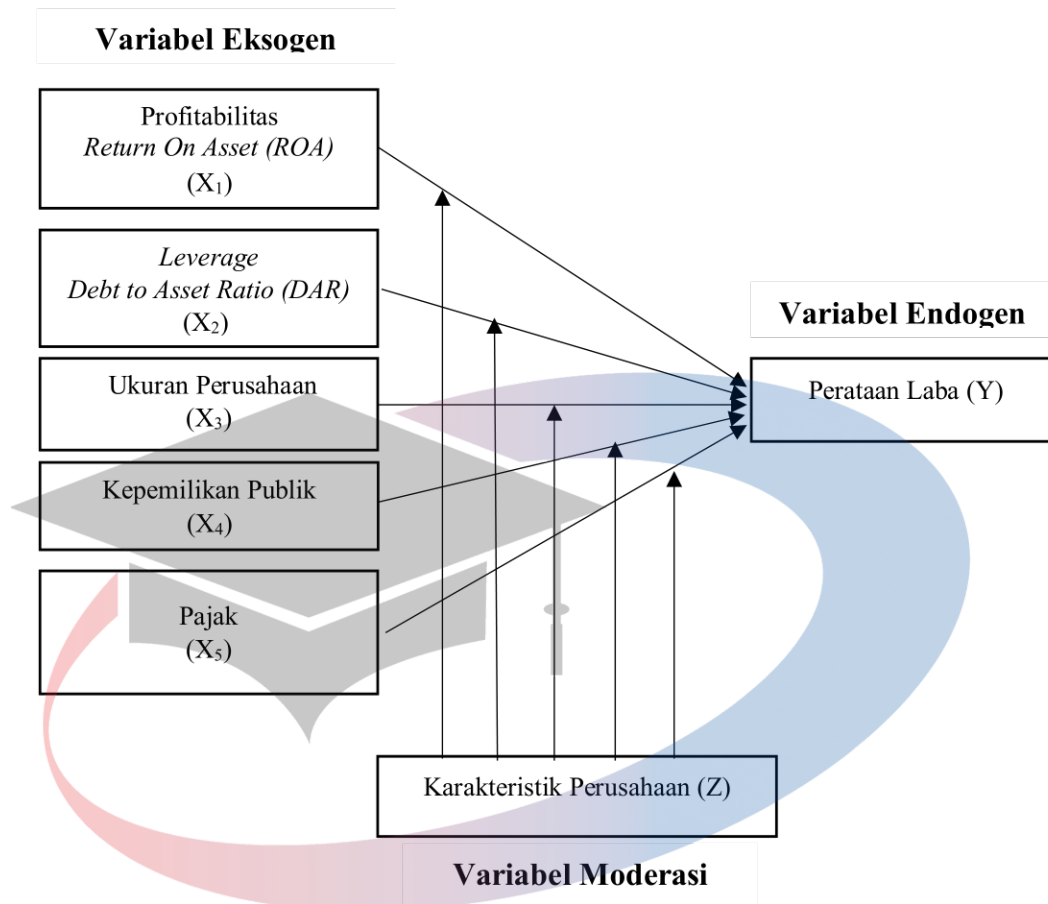 Variabel Eksogen
Profitabilitas
Return On Asset (ROA)
(X₁)
Leverage
Debt to Asset Ratio (DAR)
(X₂)
Ukuran Perusahaan
(X₃)
Kepemilikan Publik
(X₄)
Pajak
(X₅)
Variabel Endogen
Perataan Laba (Y)
Karakteristik Perusahaan (Z)
Variabel Moderasi